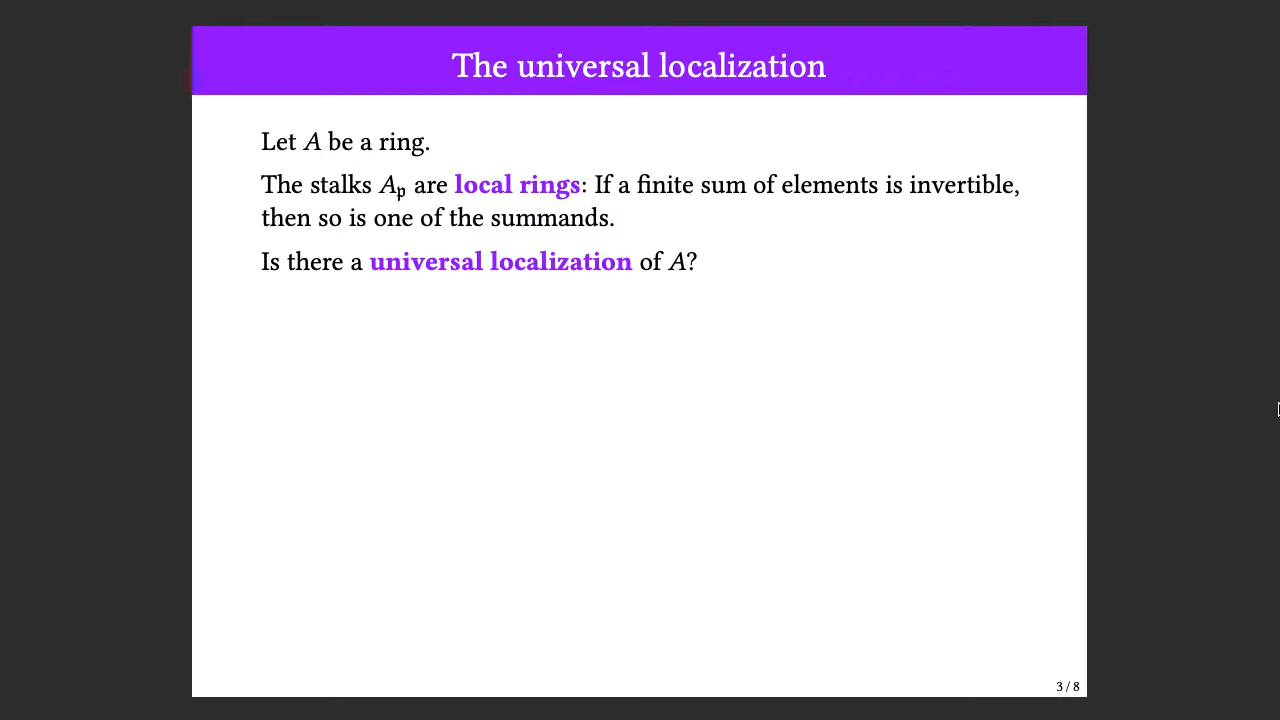 The universal localization
Let A be a ring.
The stalks A𝔭 are local rings: If a finite sum of elements is invertible,
then so is one of the summands.
Is there a universal localization of A?
3 / 8